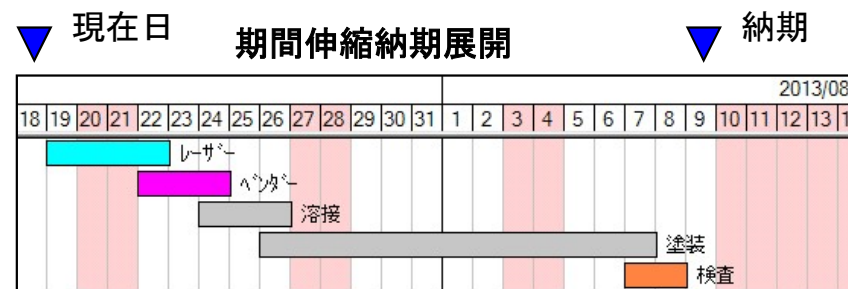 現在日
期間伸縮納期展開
納期
2013/08
18 19 20 21 22 23 24 25 26 27 28 29 30 31 1 2 3 4 5 6 7 8 9 10 11 12 13 1
ﾚｰｻﾞｰ
ﾍﾞﾝﾀﾞｰ
溶接
塗装
検査